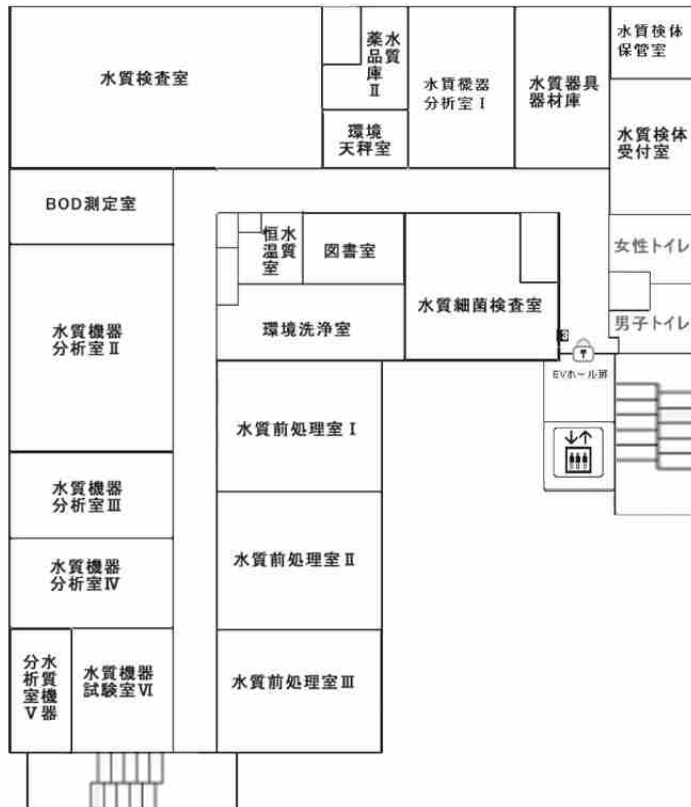 水質検査室
水質
薬品庫Ⅱ
環境
天秤室
水質機器
分析室Ⅰ
水質器具
器材庫
水質検体
保管室
水質検体
受付室
BOD測定室
水質
恒温室
図書室
環境洗浄室
水質細菌検査室
女性トイレ
男子トイレ
EVホール扉
水質機器
分析室Ⅱ
水質前処理室Ⅰ
水質機器
分析室Ⅲ
水質前処理室Ⅱ
水質機器
分析室Ⅳ
水質機器
分析室Ⅴ
水質機器
試験室Ⅵ
水質前処理室Ⅲ